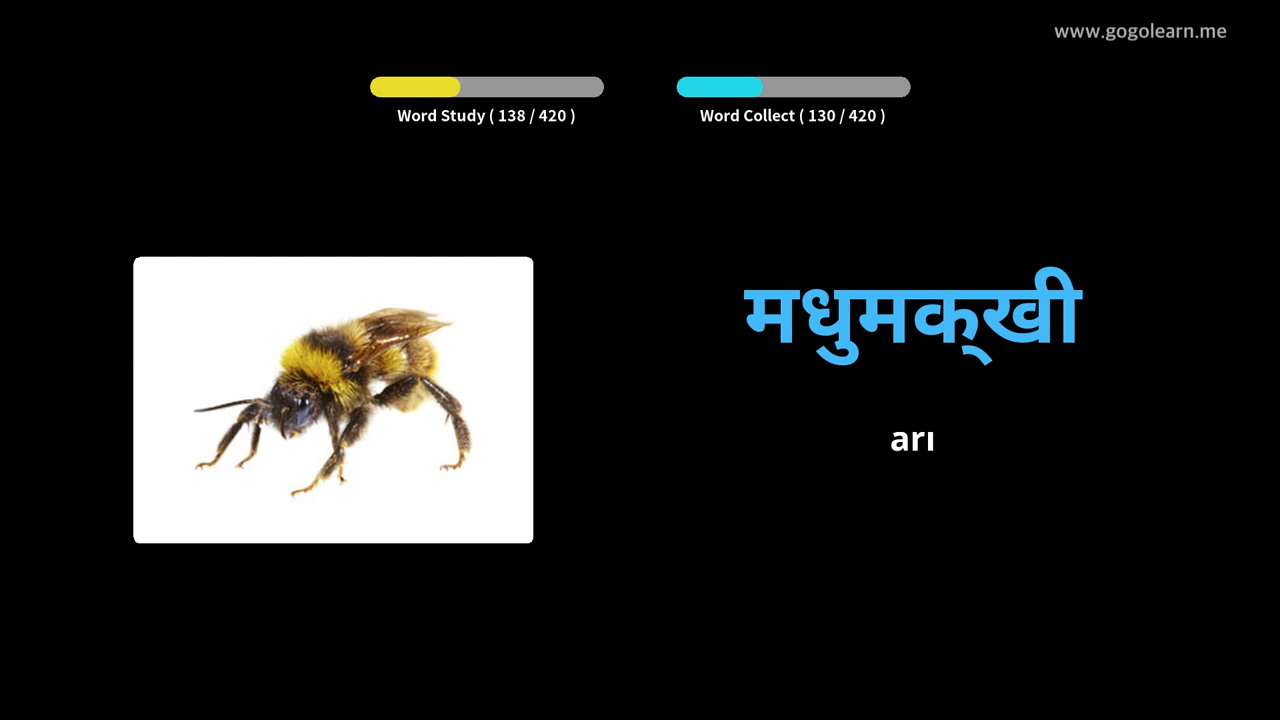 www.gogolearn.me
Word Study ( 138 / 420 )
Word Collect ( 130 / 420 )
मधुमक्‌खी
arı